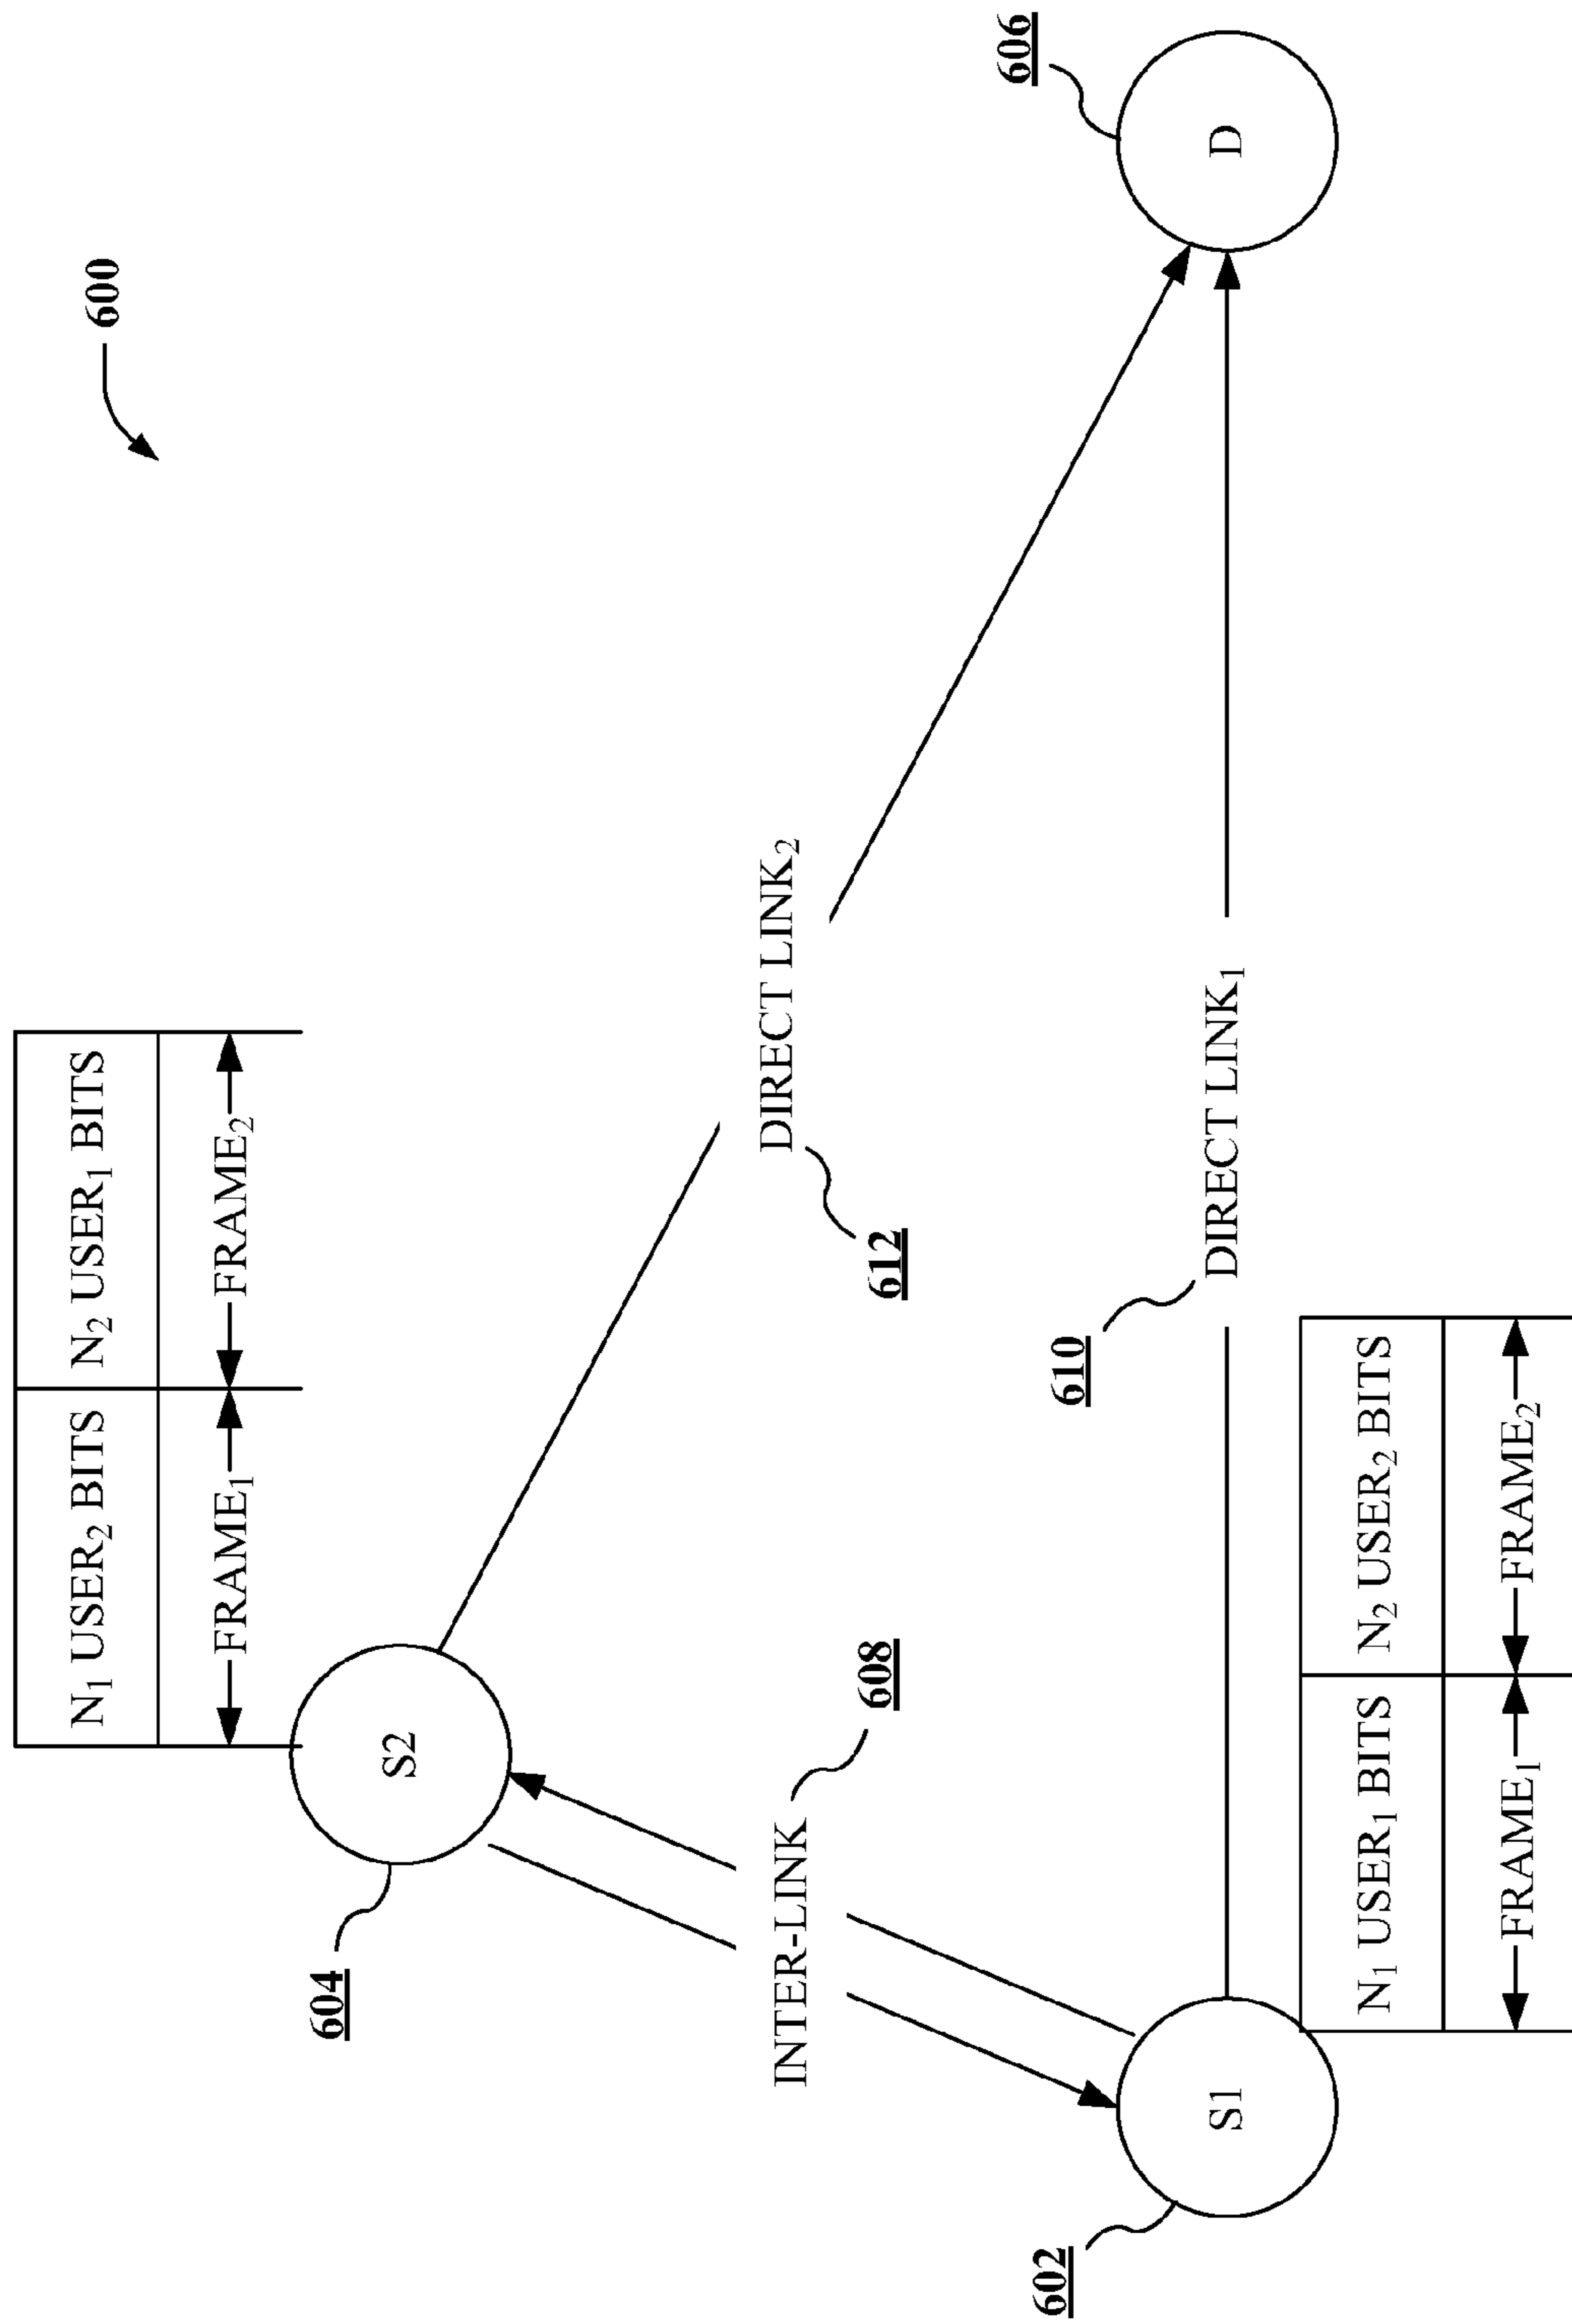 600
N₁ USER₂ BITS N₂ USER₁ BITS
FRAME₁ FRAME₂
604
S2
606
D
DIRECT LINK₂
612
INTER-LINK
608
610
DIRECT LINK₁
602
S1
N₁ USER₁ BITS N₂ USER₂ BITS
FRAME₁ FRAME₂